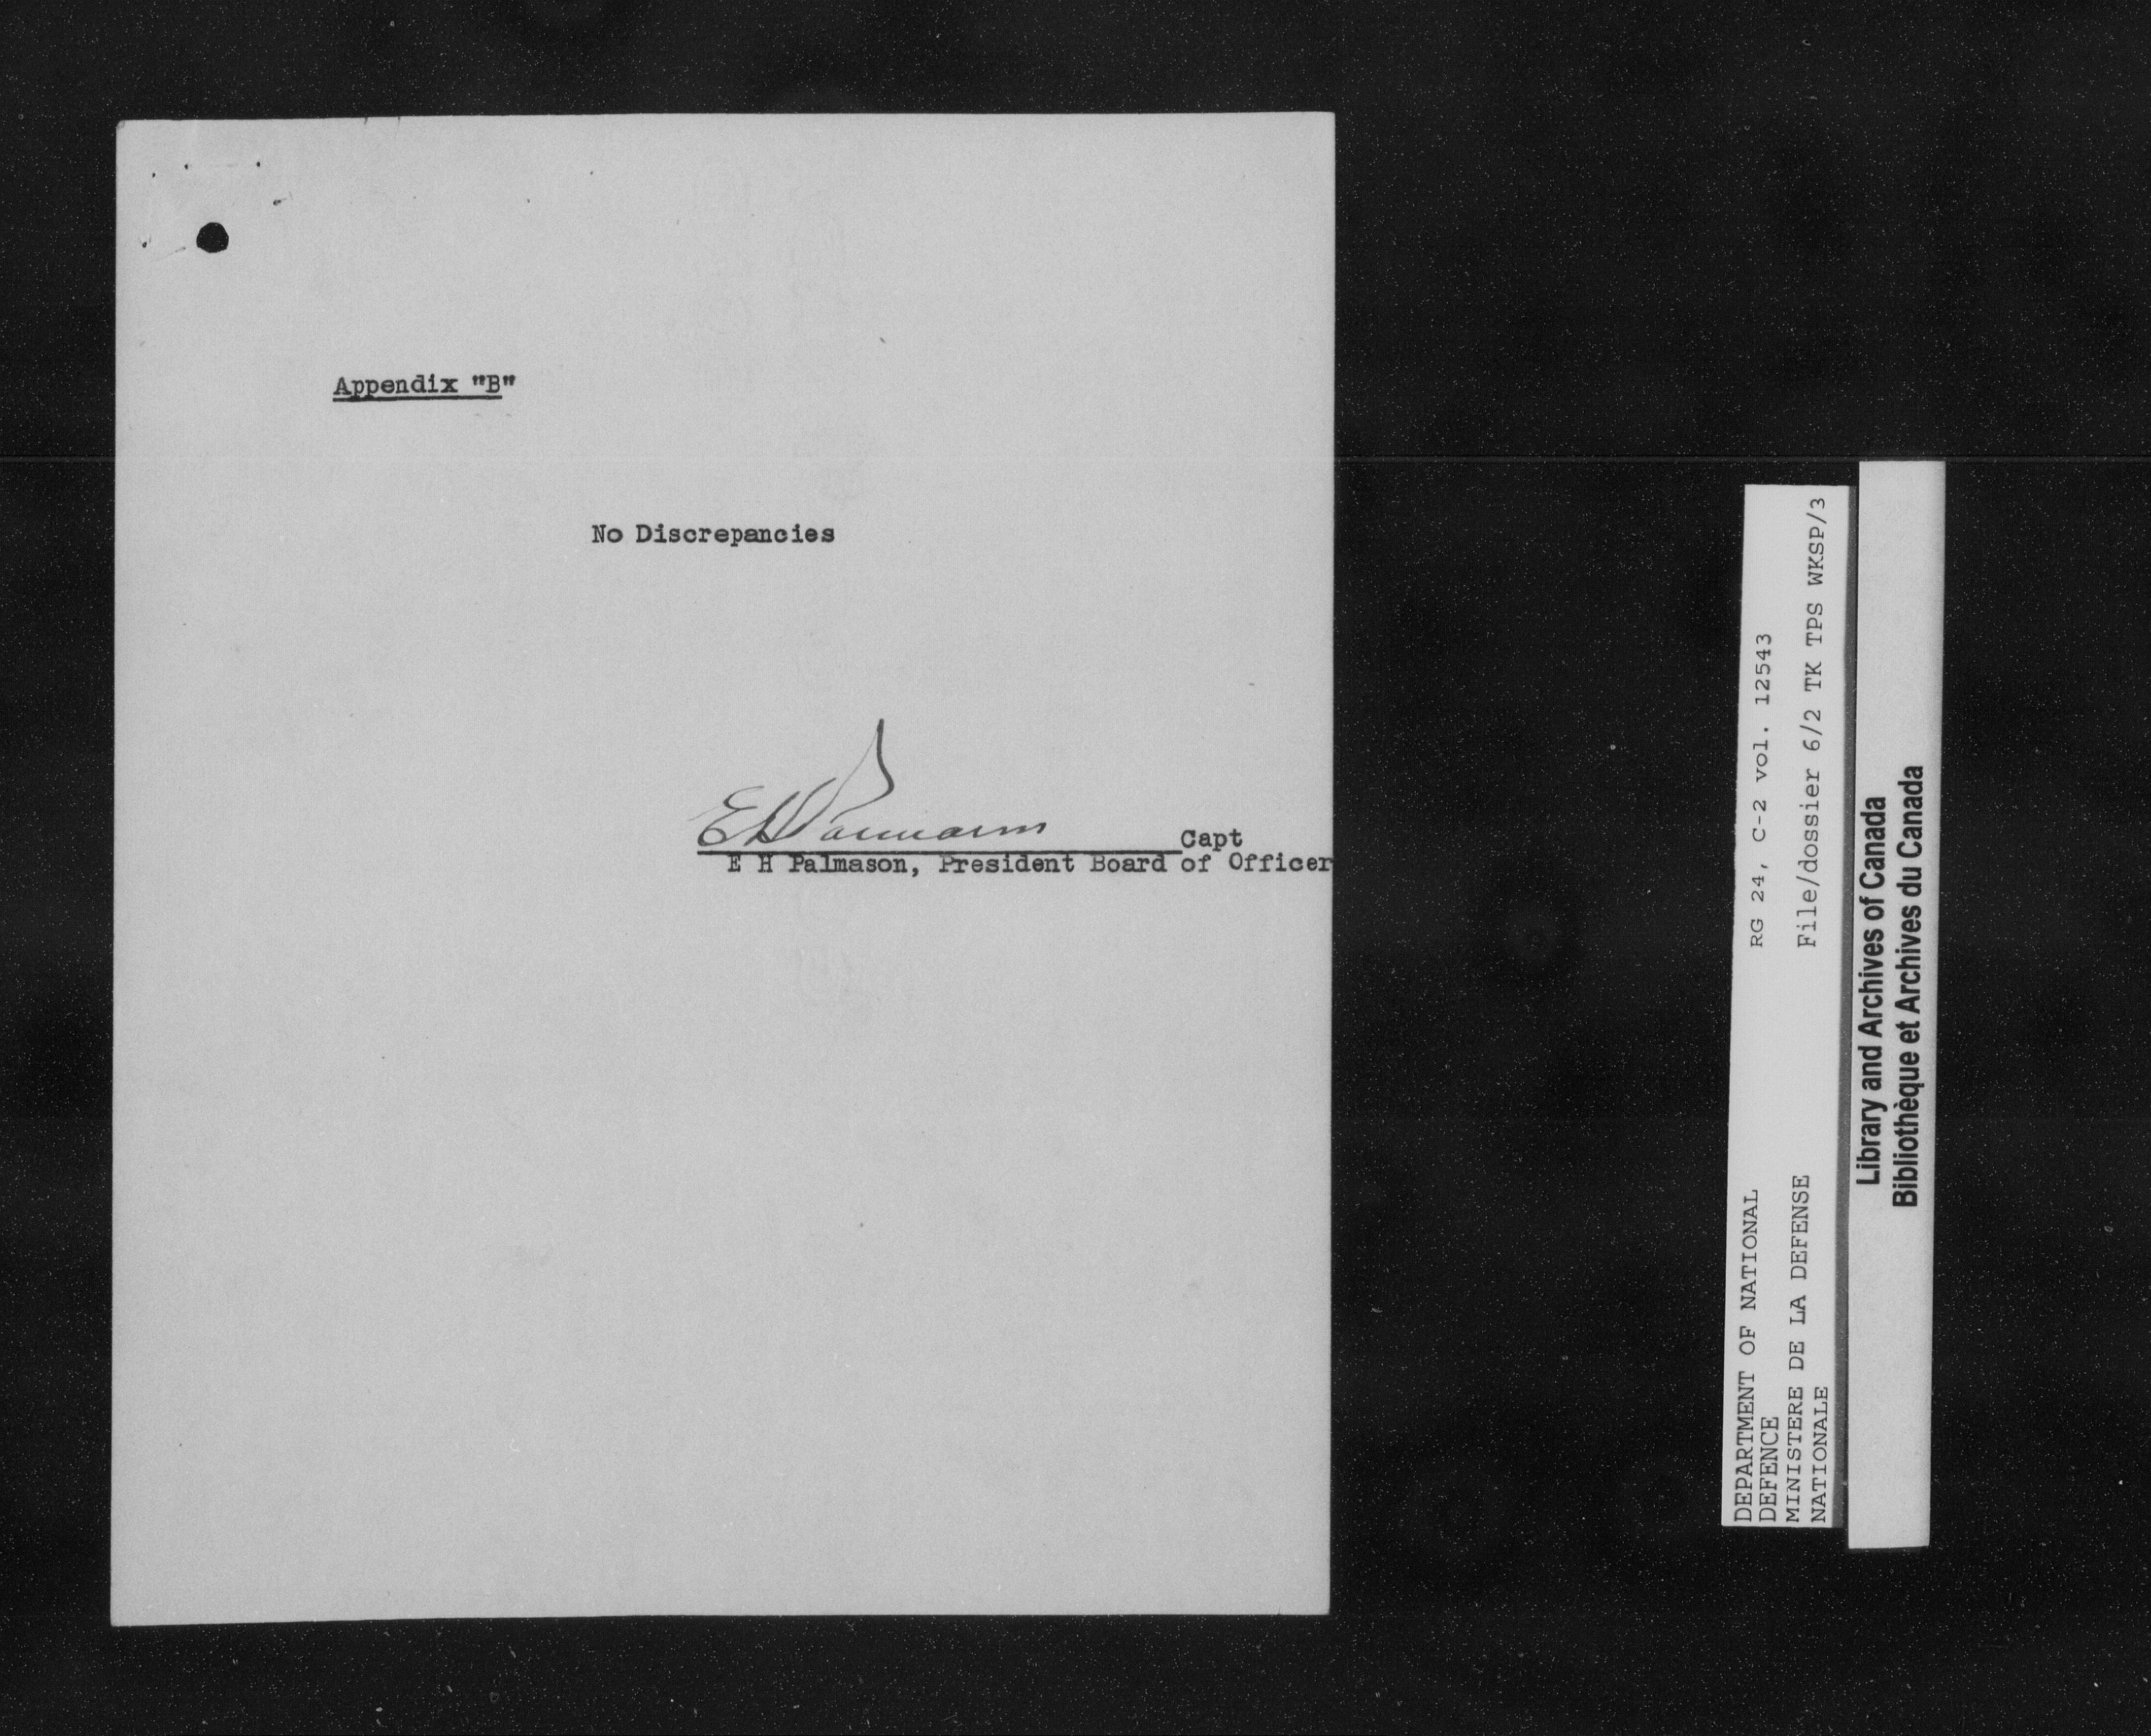 Appendix "B"
No Discrepancies
E H Palmason Capt
E H Palmason, President Board of Officer
RG 24, C-2 vol. 12543
File/dossier 6/2 TK TPS WKSP/3
DEPARTMENT OF NATIONAL
DEFENCE
MINISTERE DE LA DEFENSE
NATIONALE
Library and Archives of Canada
Bibliothèque et Archives du Canada